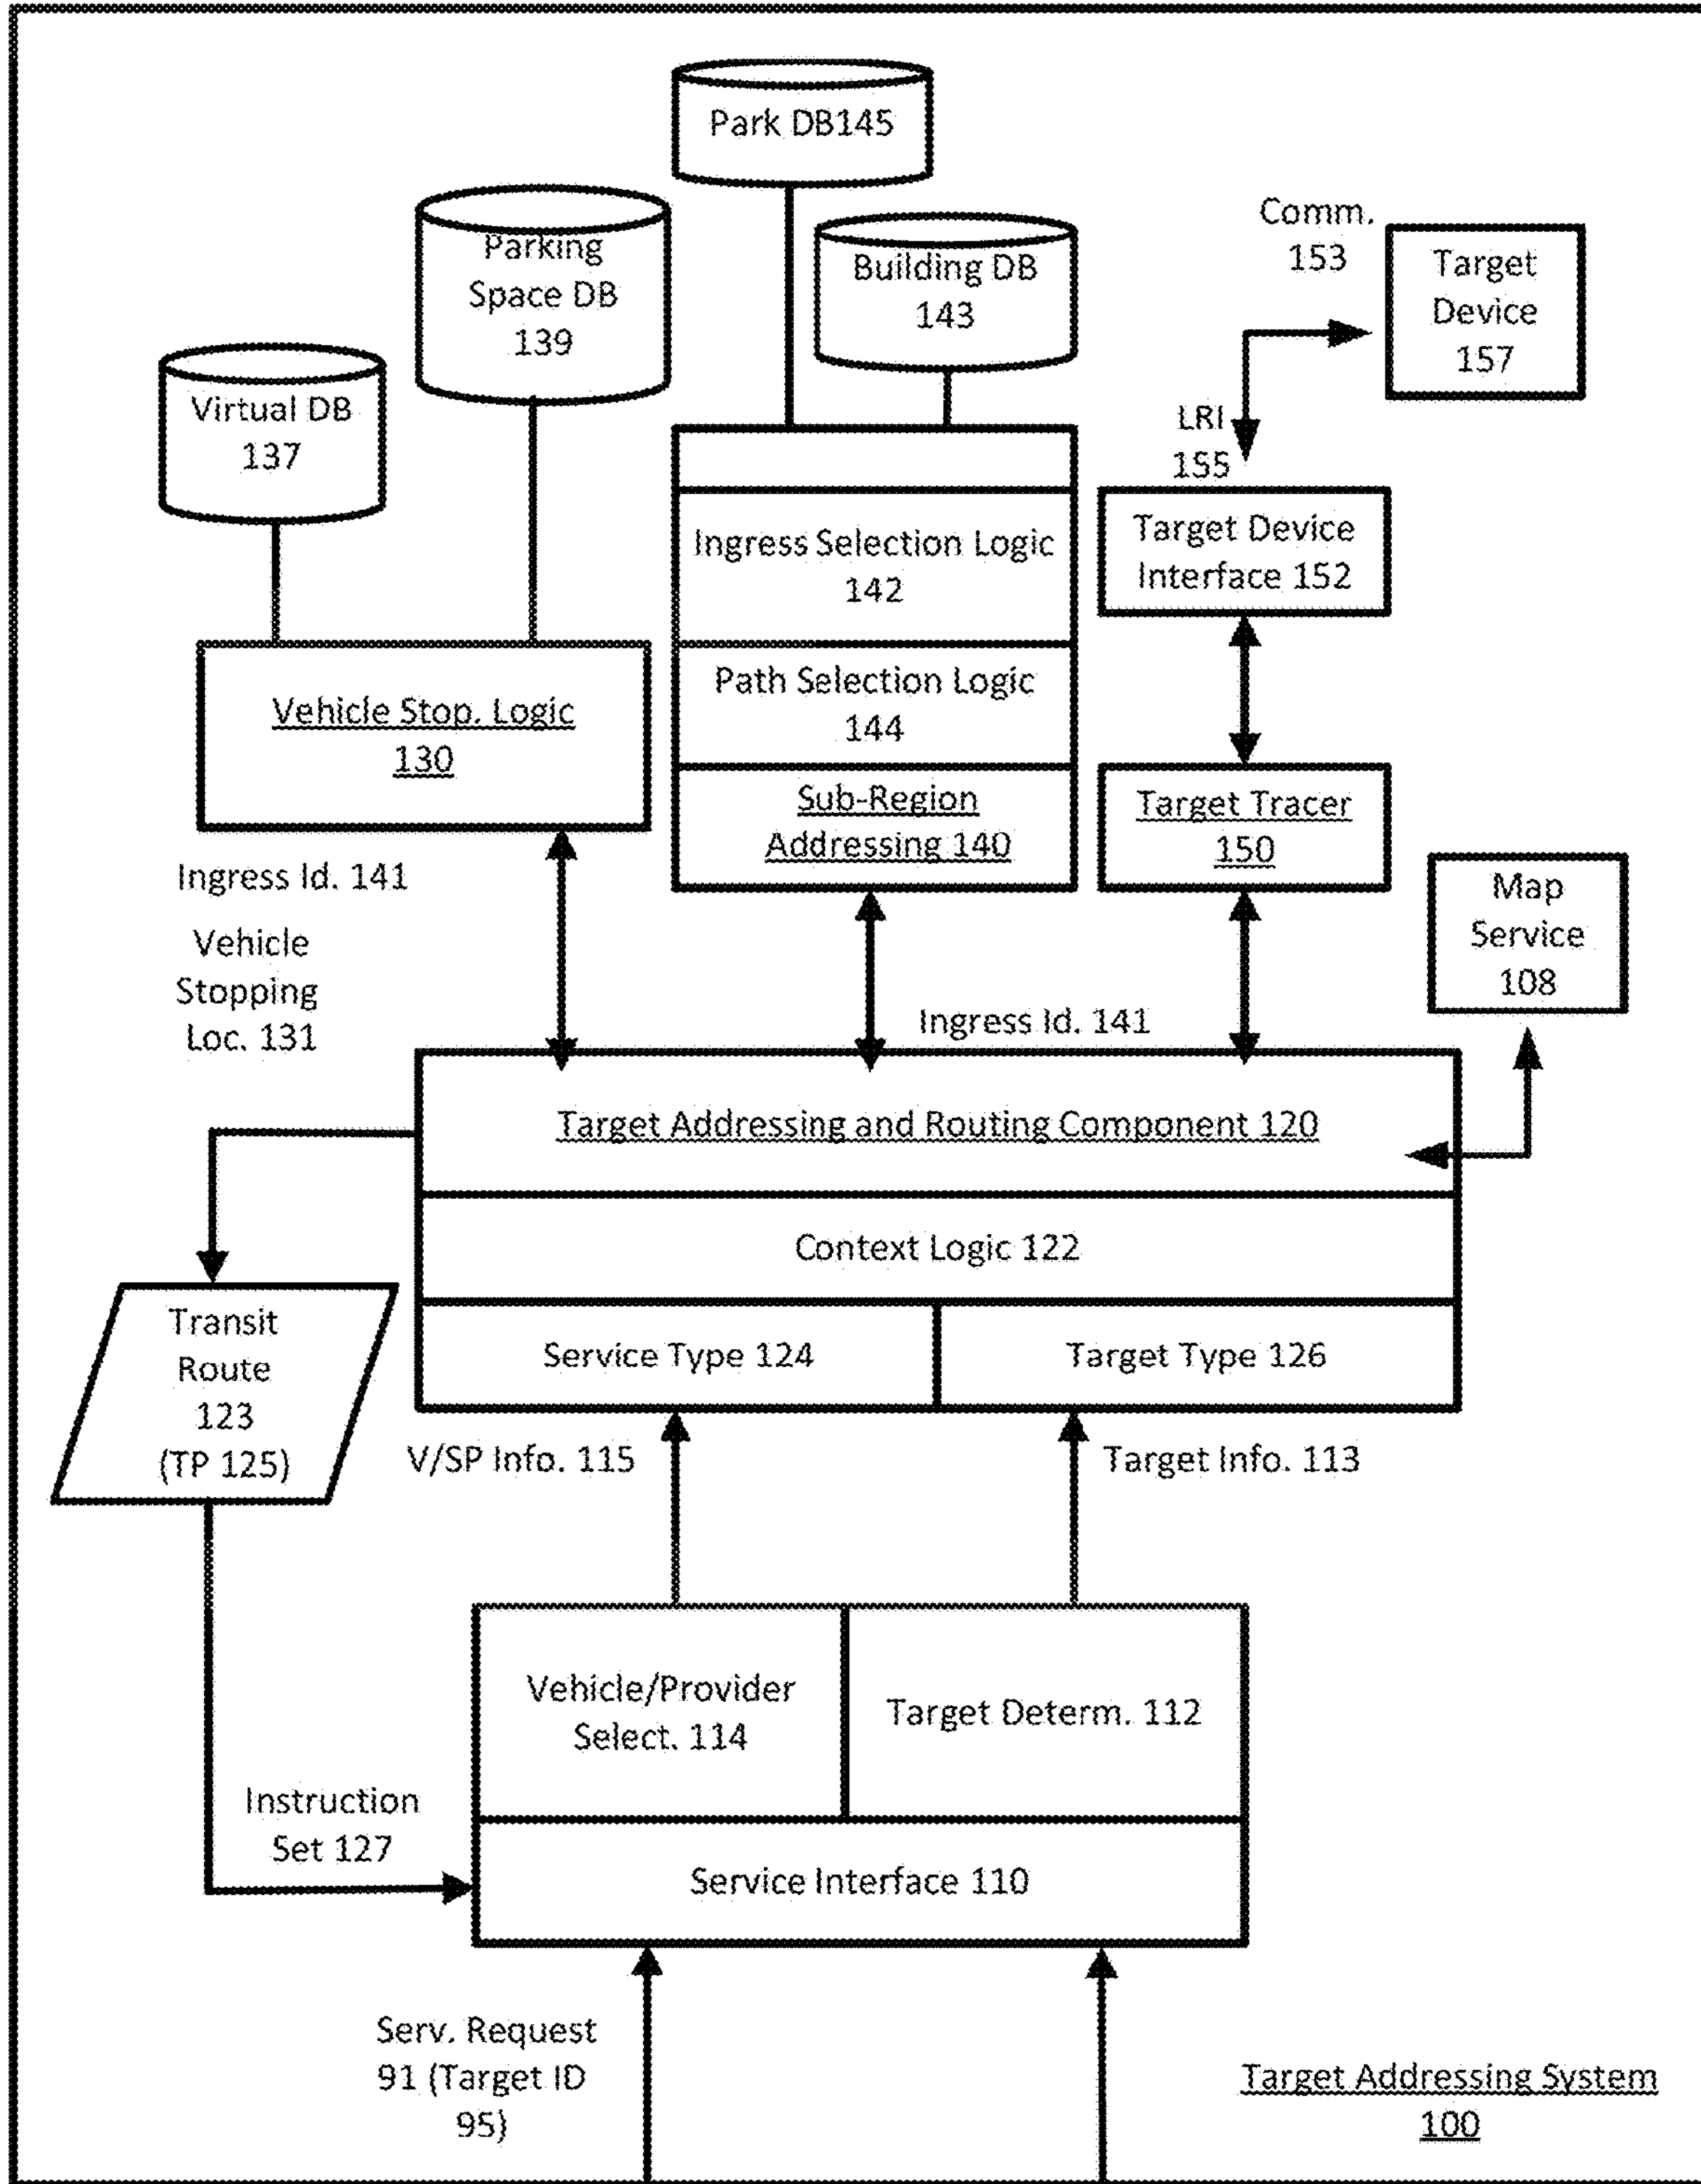 Park DB145
Parking
Space DB
139
Building DB
143
Comm.
153
Target
Device
157
Virtual DB
137
LRI
155
Ingress Selection Logic
142
Target Device
Interface 152
Path Selection Logic
144
Vehicle Stop. Logic
130
Sub-Region
Addressing 140
Target Tracer
150
Ingress Id. 141
Vehicle
Stopping
Loc. 131
Map
Service
108
Ingress Id. 141
Target Addressing and Routing Component 120
Context Logic 122
Service Type 124
Target Type 126
Transit
Route
123
(TP 125)
V/SP Info. 115
Target Info. 113
Vehicle/Provider
Select. 114
Target Determ. 112
Instruction
Set 127
Service Interface 110
Serv. Request
91 (Target ID
95)
Target Addressing System
100